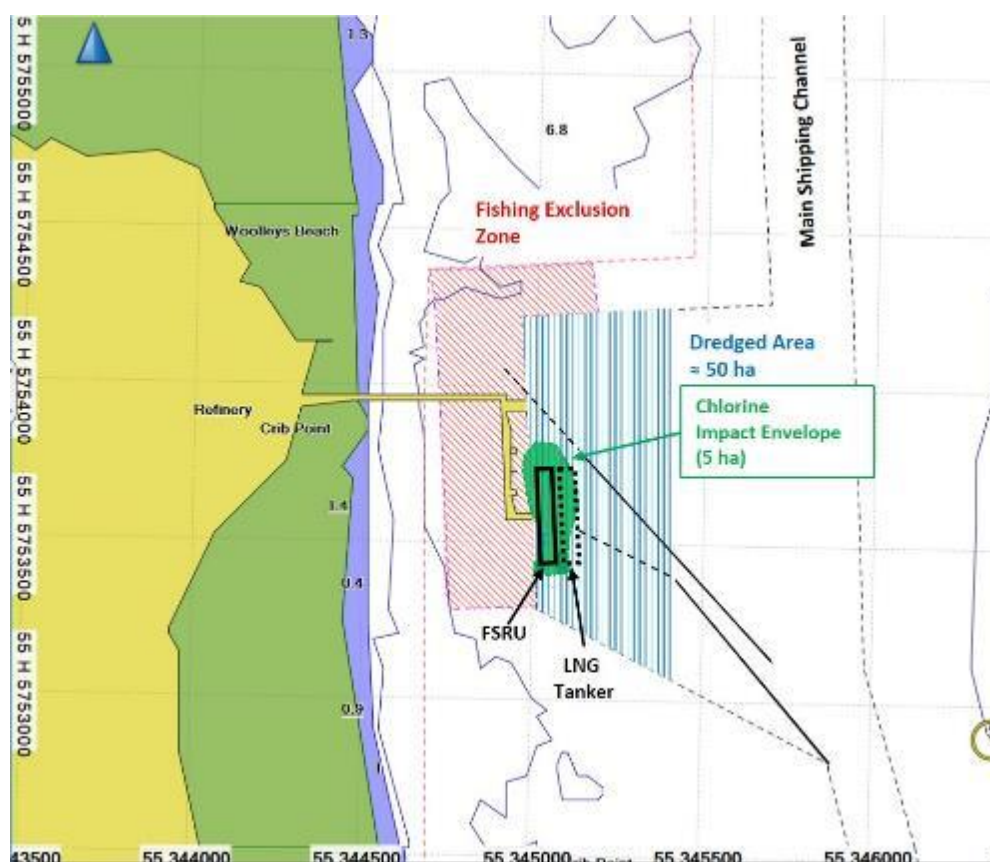 5 H 5755000
55 H 5754500
55 H 5754000
55 H 5753500
55 H 5753000
1.3
6.8
Main Shipping Channel
Fishing Exclusion
Zone
Woolleys Beach
Dredged Area
≈ 50 ha
Chlorine
Impact Envelope
(5 ha)
Refinery
Crib Point
1.4
0.4
FSRU
LNG
Tanker
0.9
43500
55 344000
55 344500
55 345000
55 345500
55 346000